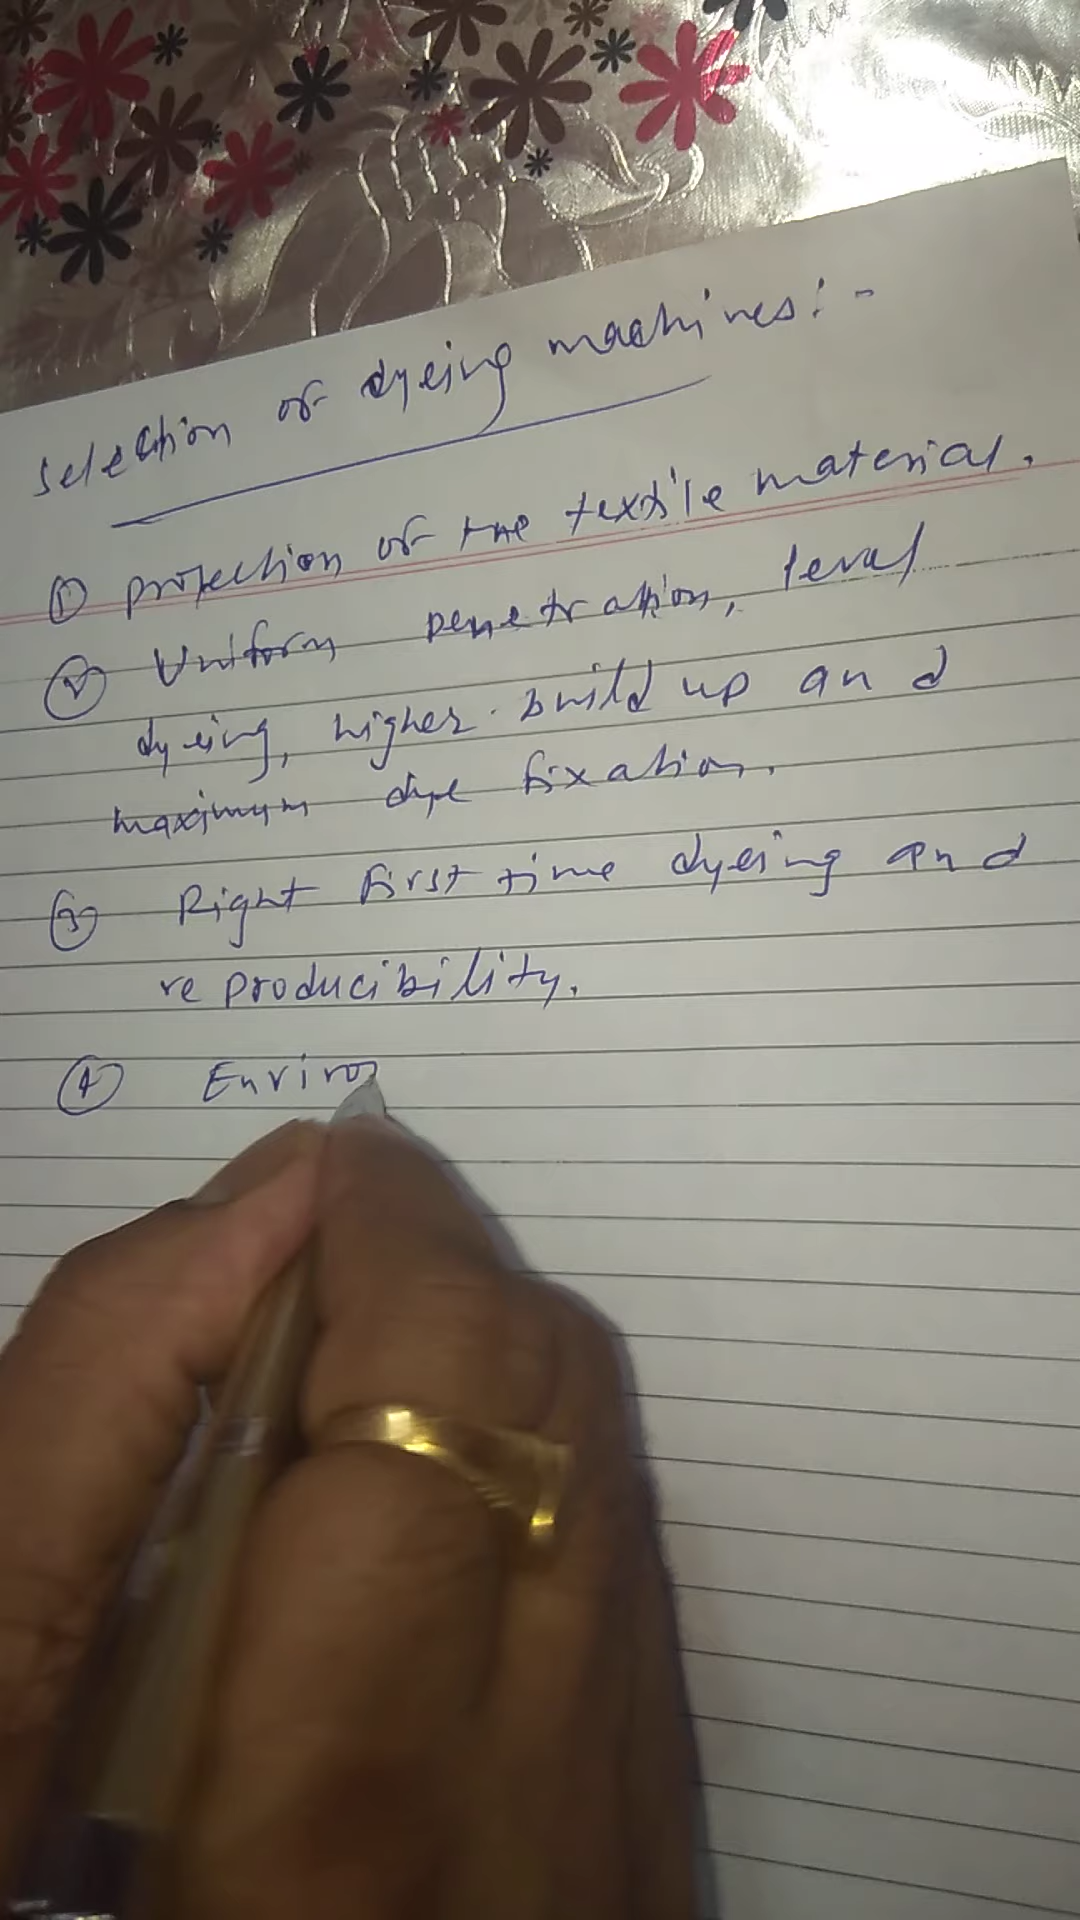 Selection of dyeing machines:-
① protection of the textile material.
② Uniform penetration, leval
dyeing, higher build up and
maximum dye fixation.
③ Right first time dyeing and
reproducibility.
④ Enviro